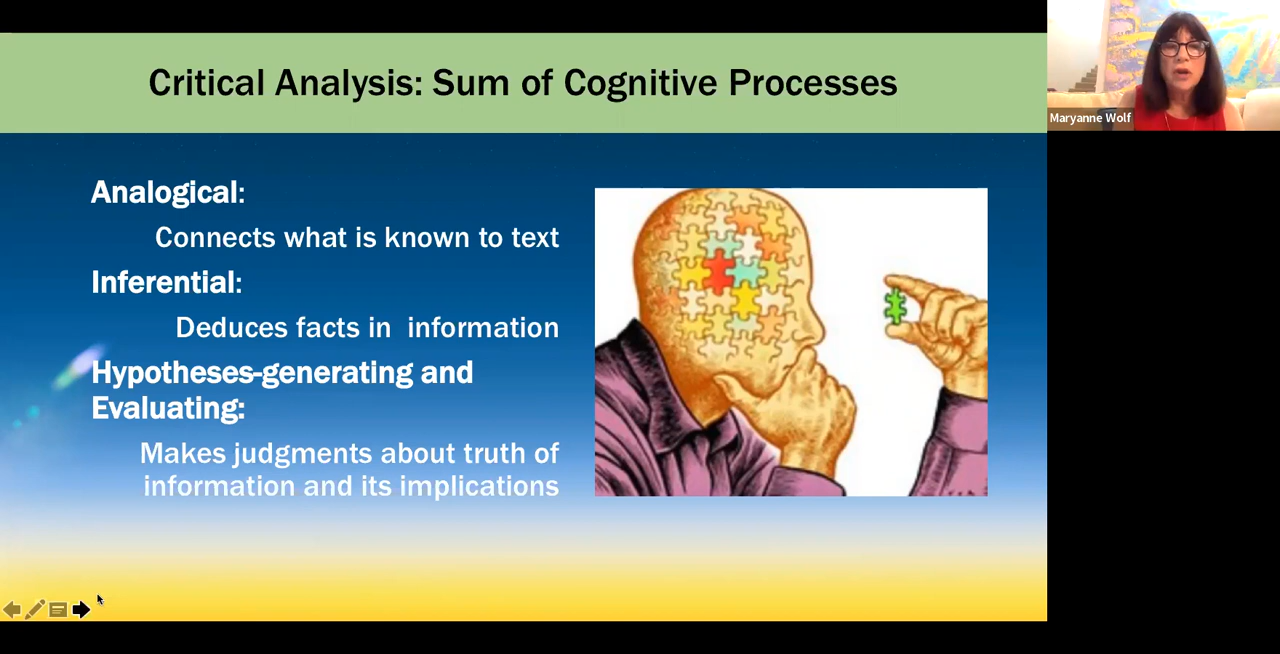 Critical Analysis: Sum of Cognitive Processes
Maryanne Wolf
Analogical:
Connects what is known to text
Inferential:
Deduces facts in  information
Hypotheses-generating and
Evaluating:
Makes judgments about truth of
information and its implications